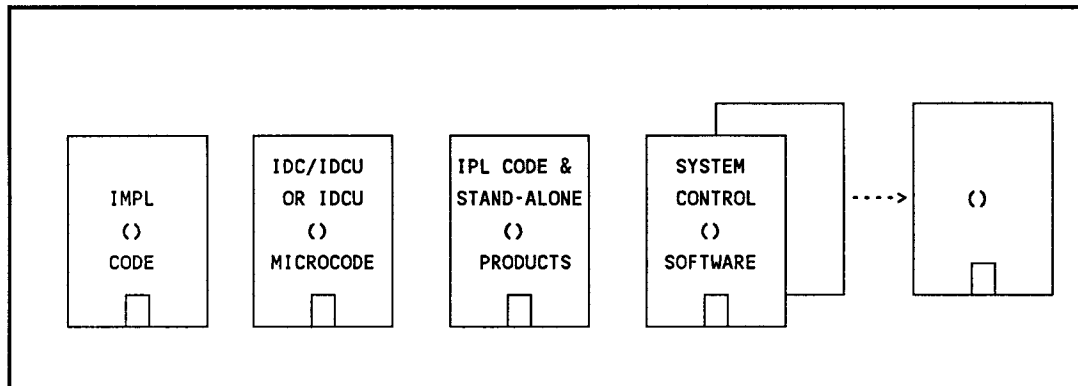 IMPL
()
CODE
IDC/IDCU
OR IDCU
()
MICROCODE
IPL CODE &
STAND-ALONE
()
PRODUCTS
SYSTEM
CONTROL
()
SOFTWARE
()